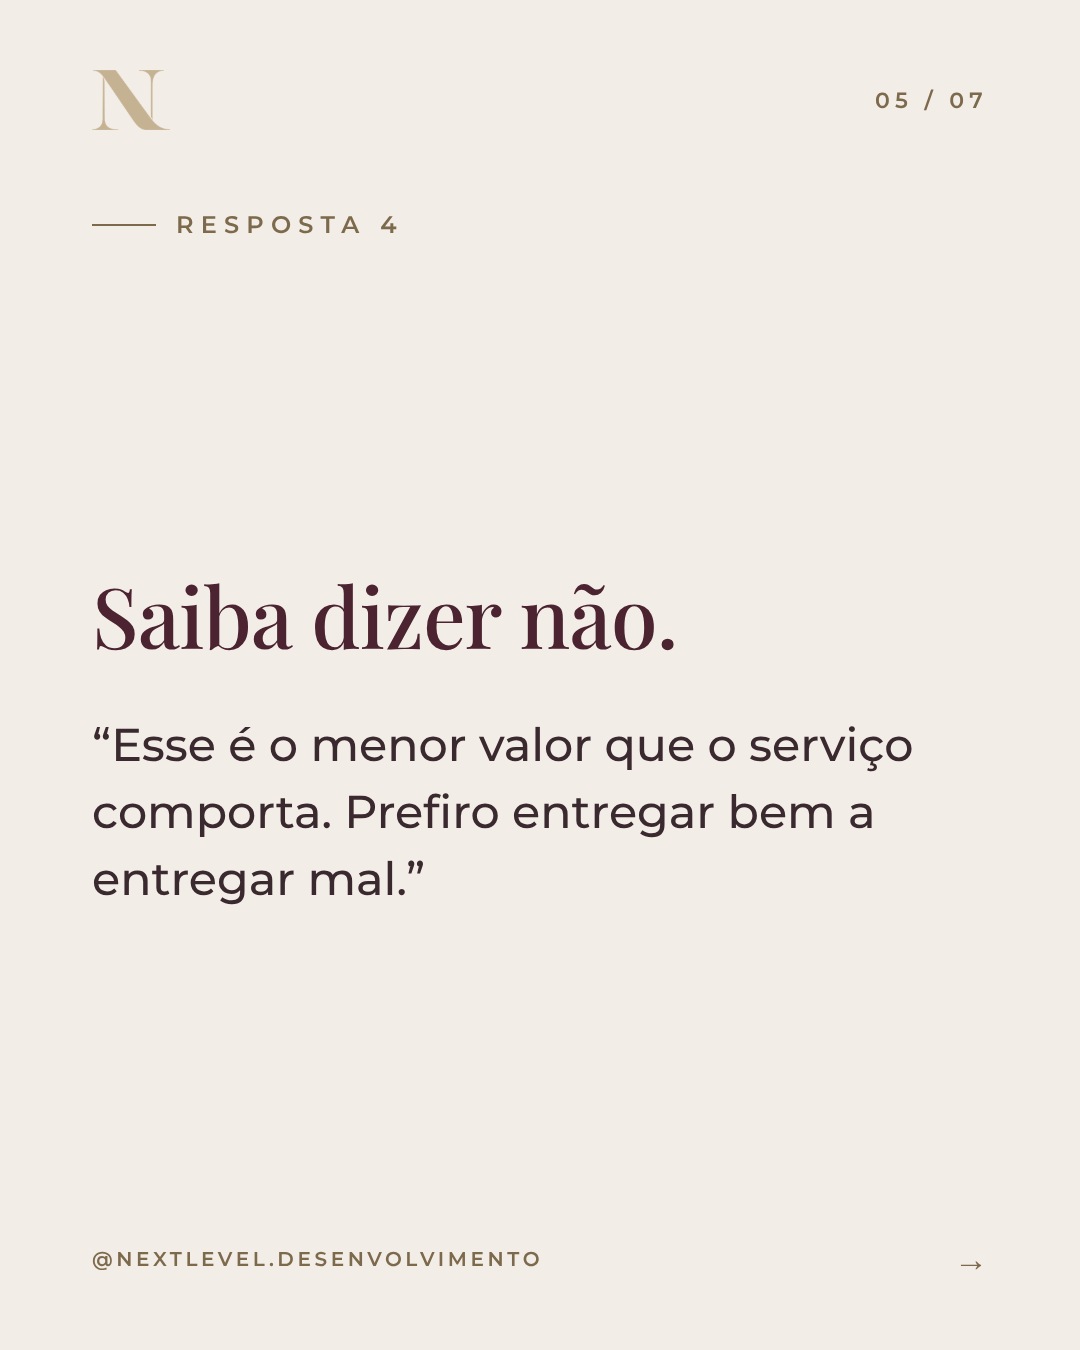 N
05 / 07
RESPOSTA 4
Saiba dizer não.
“Esse é o menor valor que o serviço
comporta. Prefiro entregar bem a
entregar mal.”
@NEXTLEVEL.DESENVOLVIMENTO
→